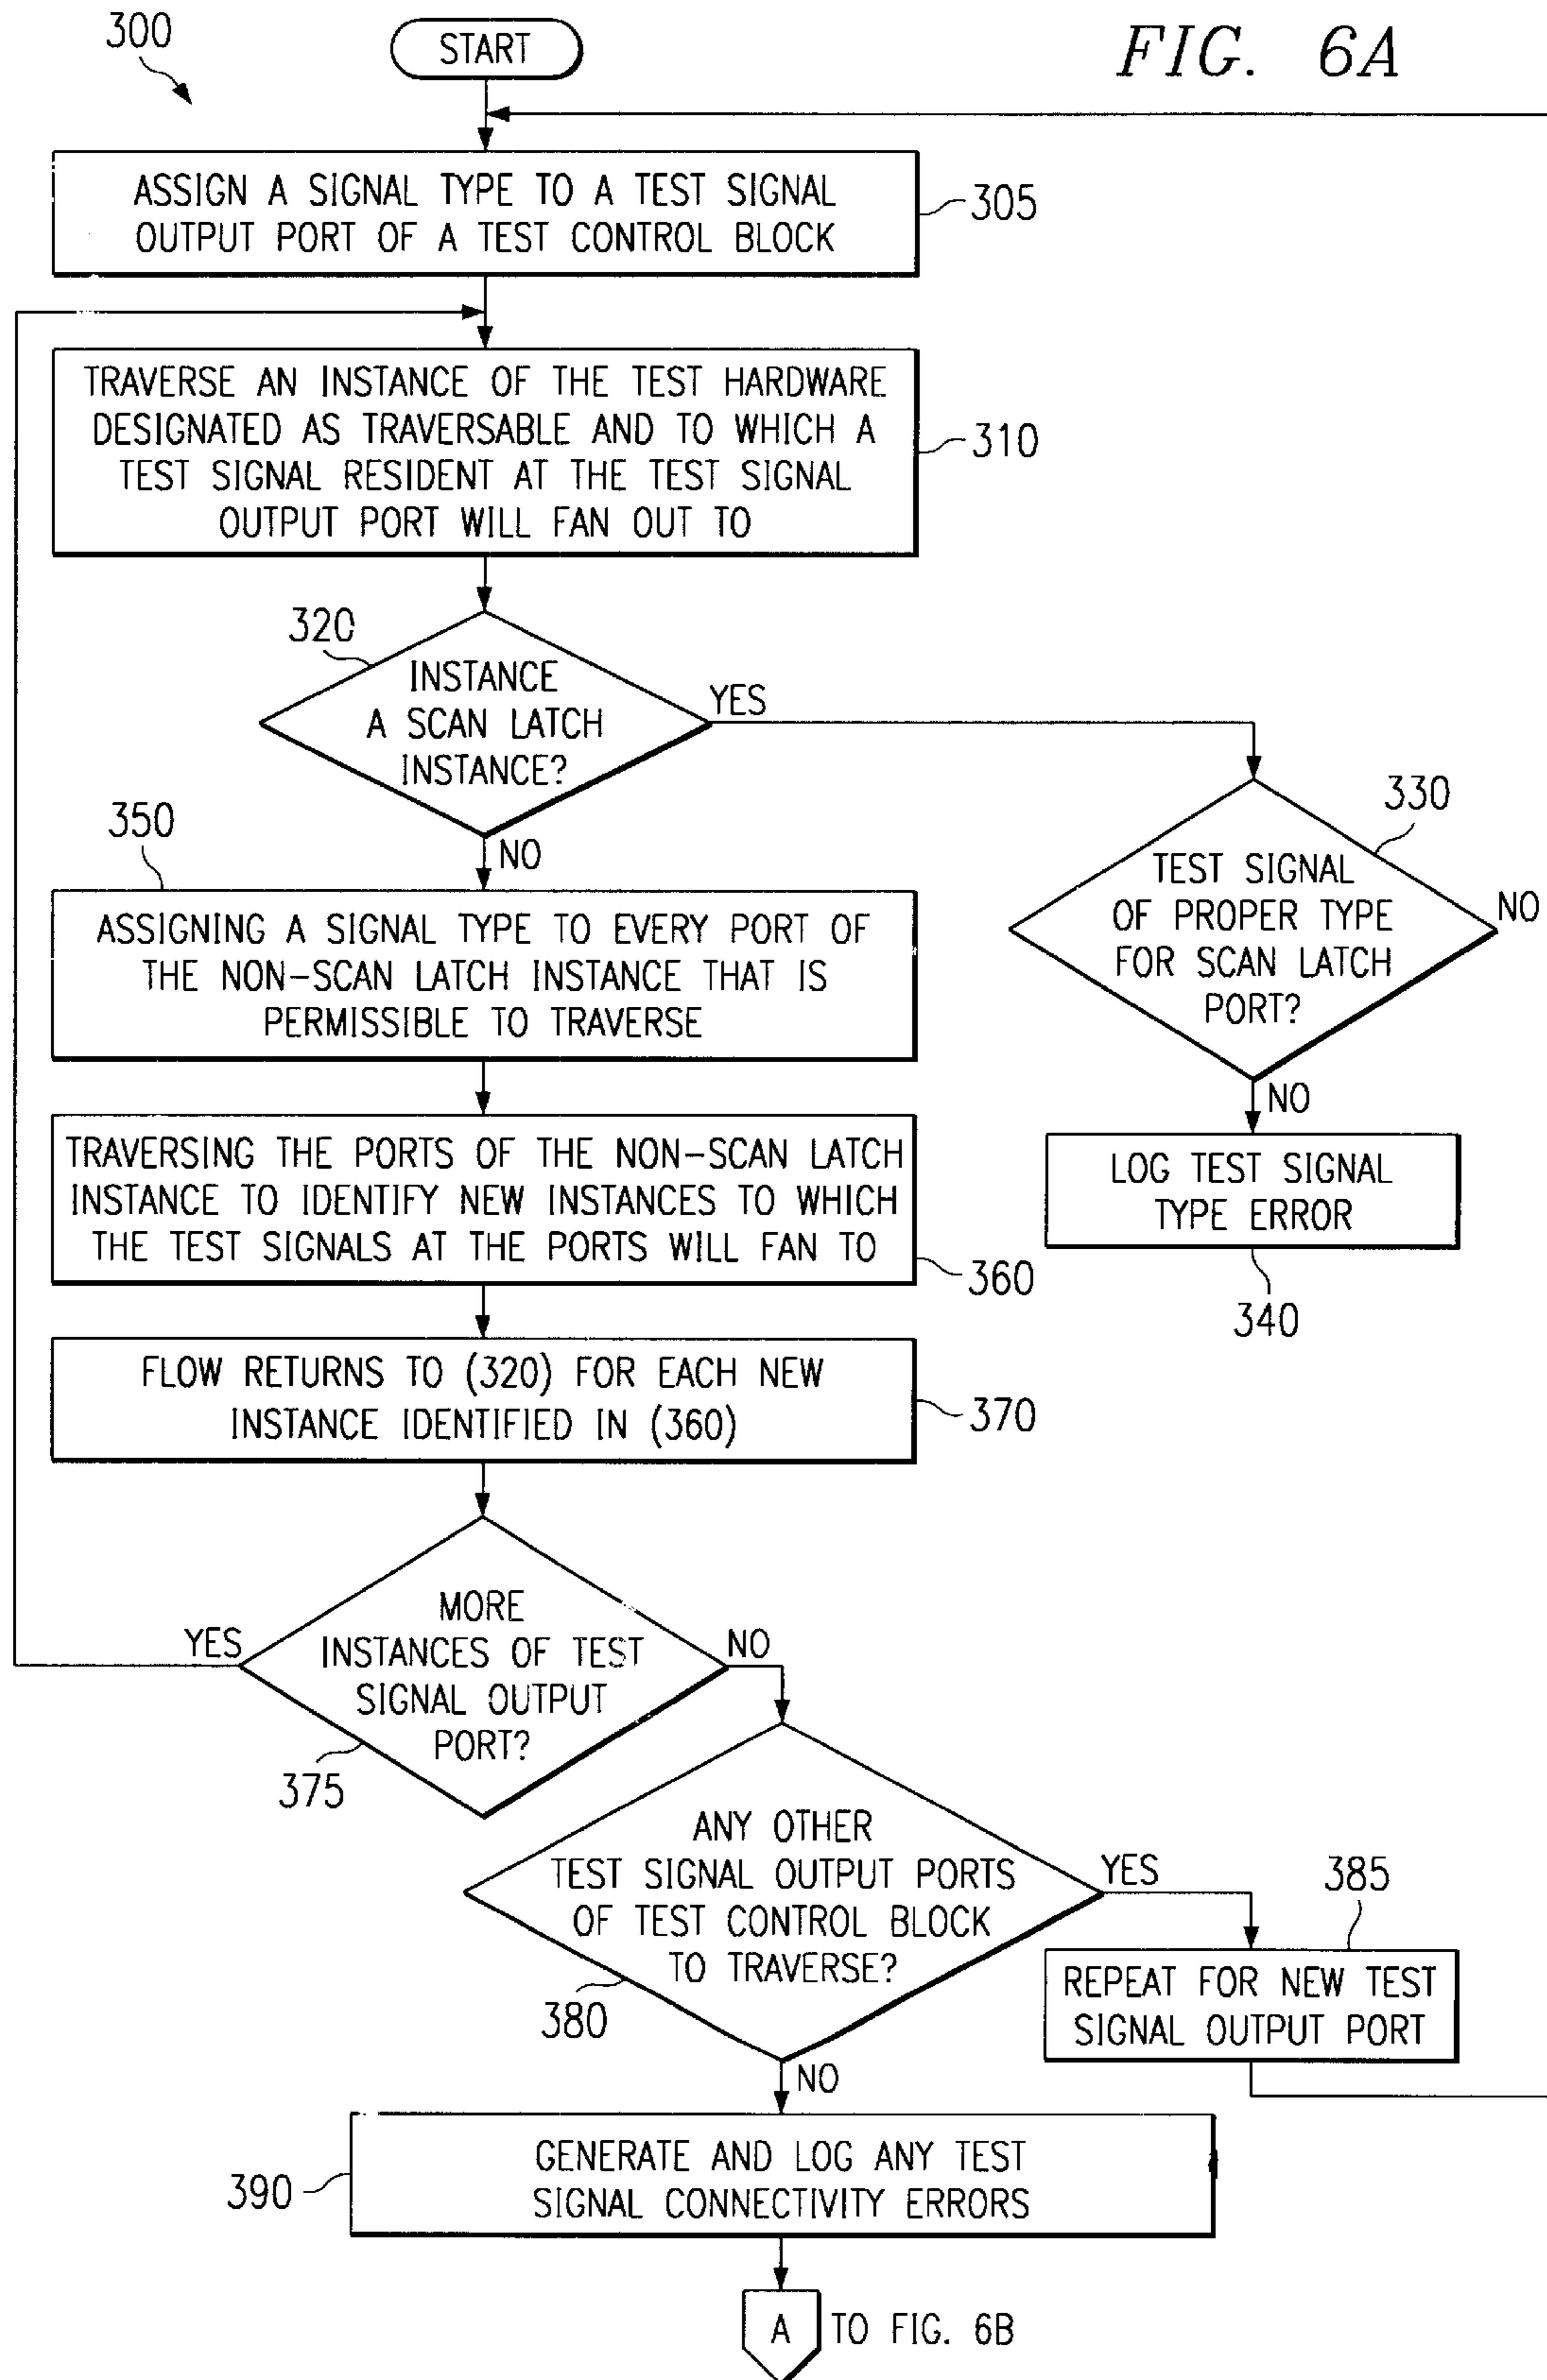 300
START
FIG. 6A
ASSIGN A SIGNAL TYPE TO A TEST SIGNAL
OUTPUT PORT OF A TEST CONTROL BLOCK
305
TRAVERSE AN INSTANCE OF THE TEST HARDWARE
DESIGNATED AS TRAVERSABLE AND TO WHICH A
TEST SIGNAL RESIDENT AT THE TEST SIGNAL
OUTPUT PORT WILL FAN OUT TO
310
320
INSTANCE
A SCAN LATCH
INSTANCE?
YES
NO
330
TEST SIGNAL
OF PROPER TYPE
FOR SCAN LATCH
PORT?
NO
NO
LOG TEST SIGNAL
TYPE ERROR
340
350
ASSIGNING A SIGNAL TYPE TO EVERY PORT OF
THE NON-SCAN LATCH INSTANCE THAT IS
PERMISSIBLE TO TRAVERSE
TRAVERSING THE PORTS OF THE NON-SCAN LATCH
INSTANCE TO IDENTIFY NEW INSTANCES TO WHICH
THE TEST SIGNALS AT THE PORTS WILL FAN TO
360
FLOW RETURNS TO (320) FOR EACH NEW
INSTANCE IDENTIFIED IN (360)
370
MORE
INSTANCES OF TEST
SIGNAL OUTPUT
PORT?
YES
NO
375
ANY OTHER
TEST SIGNAL OUTPUT PORTS
OF TEST CONTROL BLOCK
TO TRAVERSE?
YES
380
NO
385
REPEAT FOR NEW TEST
SIGNAL OUTPUT PORT
GENERATE AND LOG ANY TEST
SIGNAL CONNECTIVITY ERRORS
390
A
TO FIG. 6B